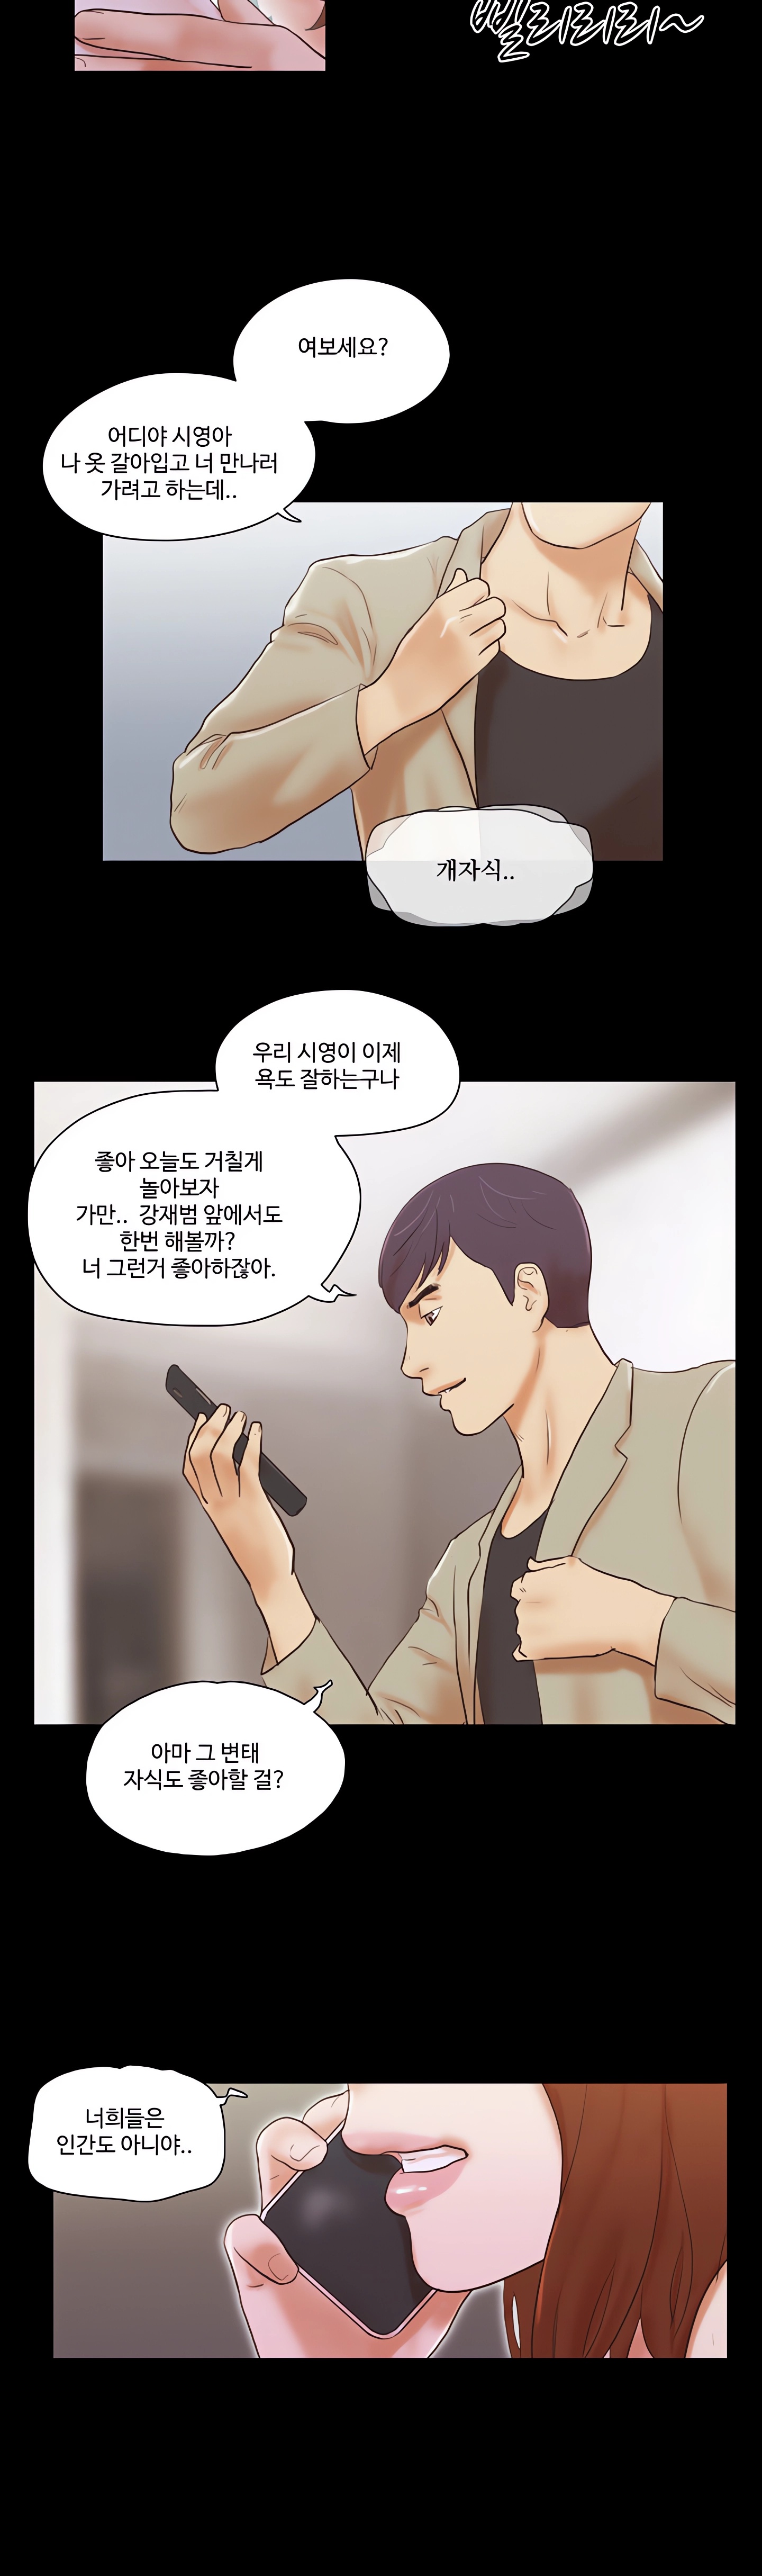 삘리리리~
여보세요?
어디야 시영아
나 옷 갈아입고 너 만나러
가려고 하는데..
개자식..
우리 시영이 이제
욕도 잘하는구나
좋아 오늘도 거칠게
놀아보자
가만.. 강재범 앞에서도
한번 해볼까?
너 그런거 좋아하잖아.
아마 그 변태
자식도 좋아할 걸?
너희들은
인간도 아니야..